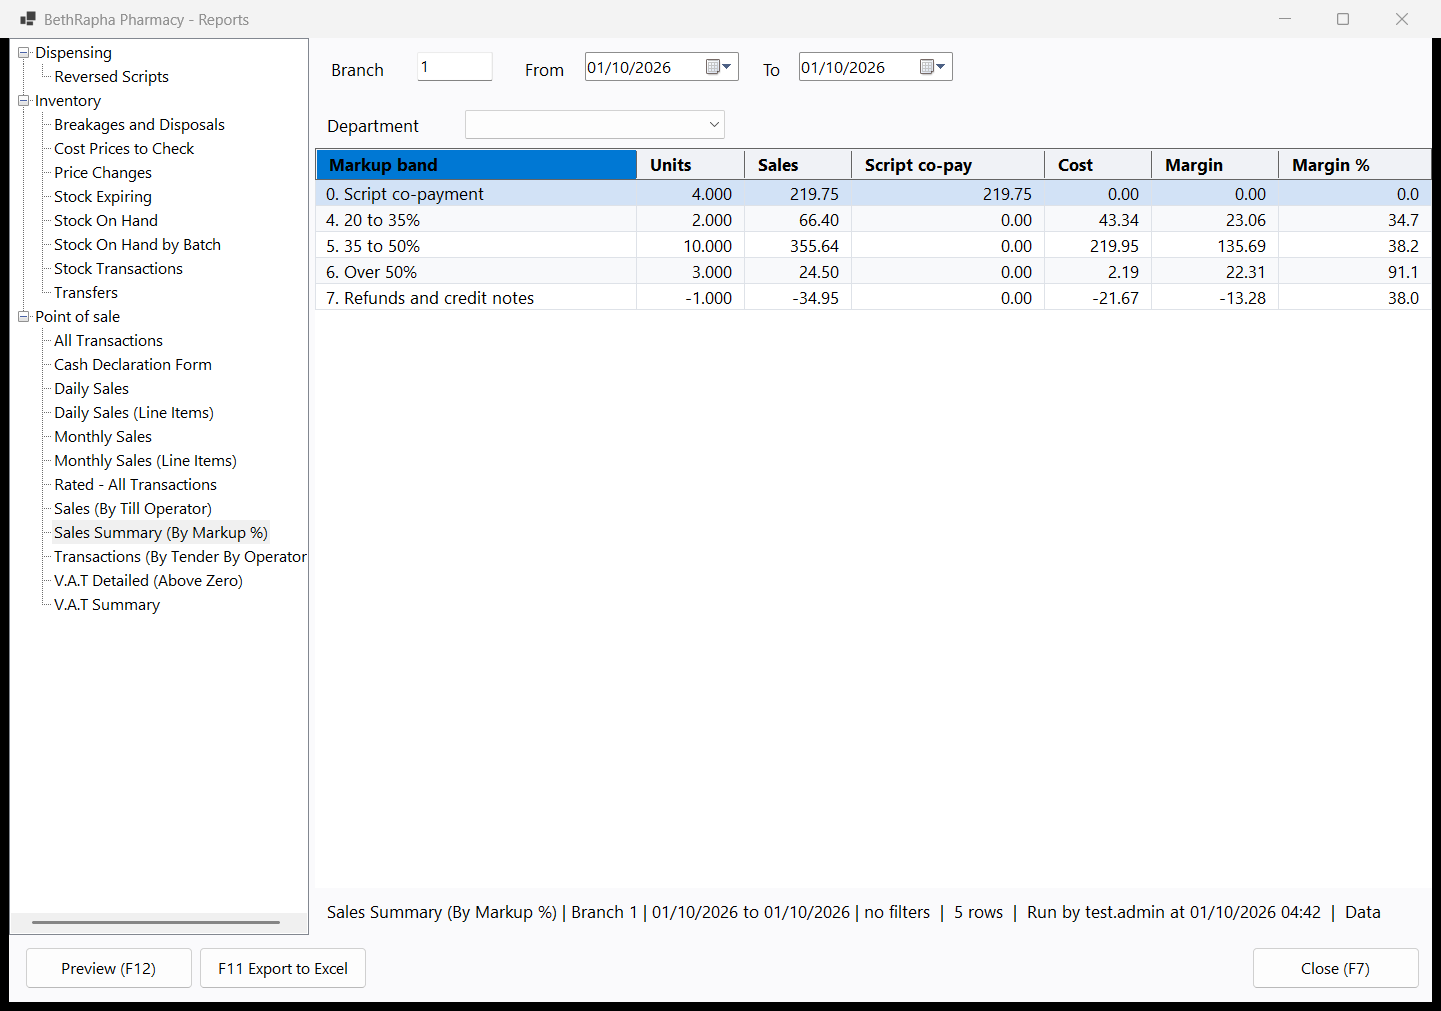 BethRapha Pharmacy - Reports
Dispensing
Reversed Scripts
Inventory
Breakages and Disposals
Cost Prices to Check
Price Changes
Stock Expiring
Stock On Hand
Stock On Hand by Batch
Stock Transactions
Transfers
Point of sale
All Transactions
Cash Declaration Form
Daily Sales
Daily Sales (Line Items)
Monthly Sales
Monthly Sales (Line Items)
Rated - All Transactions
Sales (By Till Operator)
Sales Summary (By Markup %)
Transactions (By Tender By Operator
V.A.T Detailed (Above Zero)
V.A.T Summary
Branch 1 From 01/10/2026 To 01/10/2026
Department
Markup band Units Sales Script co-pay Cost Margin Margin %
0. Script co-payment 4.000 219.75 219.75 0.00 0.00 0.0
4. 20 to 35% 2.000 66.40 0.00 43.34 23.06 34.7
5. 35 to 50% 10.000 355.64 0.00 219.95 135.69 38.2
6. Over 50% 3.000 24.50 0.00 2.19 22.31 91.1
7. Refunds and credit notes -1.000 -34.95 0.00 -21.67 -13.28 38.0
Sales Summary (By Markup %) | Branch 1 | 01/10/2026 to 01/10/2026 | no filters | 5 rows | Run by test.admin at 01/10/2026 04:42 | Data
Preview (F12) F11 Export to Excel Close (F7)